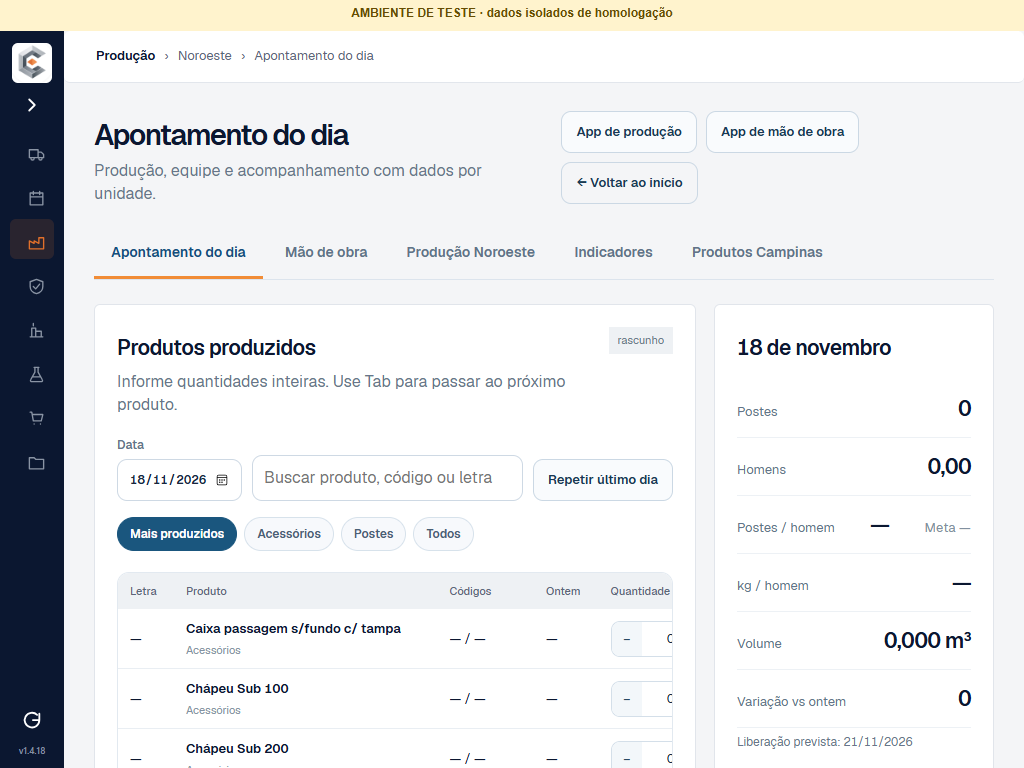 AMBIENTE DE TESTE · dados isolados de homologação
Produção › Noroeste › Apontamento do dia
Apontamento do dia
Produção, equipe e acompanhamento com dados por
unidade.
App de produção
App de mão de obra
← Voltar ao início
Apontamento do dia
Mão de obra
Produção Noroeste
Indicadores
Produtos Campinas
Produtos produzidos
rascunho
Informe quantidades inteiras. Use Tab para passar ao próximo
produto.
Data
18/11/2026
Buscar produto, código ou letra
Repetir último dia
Mais produzidos
Acessórios
Postes
Todos
Letra Produto Códigos Ontem Quantidade
— Caixa passagem s/fundo c/ tampa — / — — − 0
Acessórios
— Chápeu Sub 100 — / — — − 0
Acessórios
— Chápeu Sub 200 — / — — − 0
18 de novembro
Postes 0
Homens 0,00
Postes / homem — Meta —
kg / homem —
Volume 0,000 m³
Variação vs ontem 0
Liberação prevista: 21/11/2026
v1.4.18